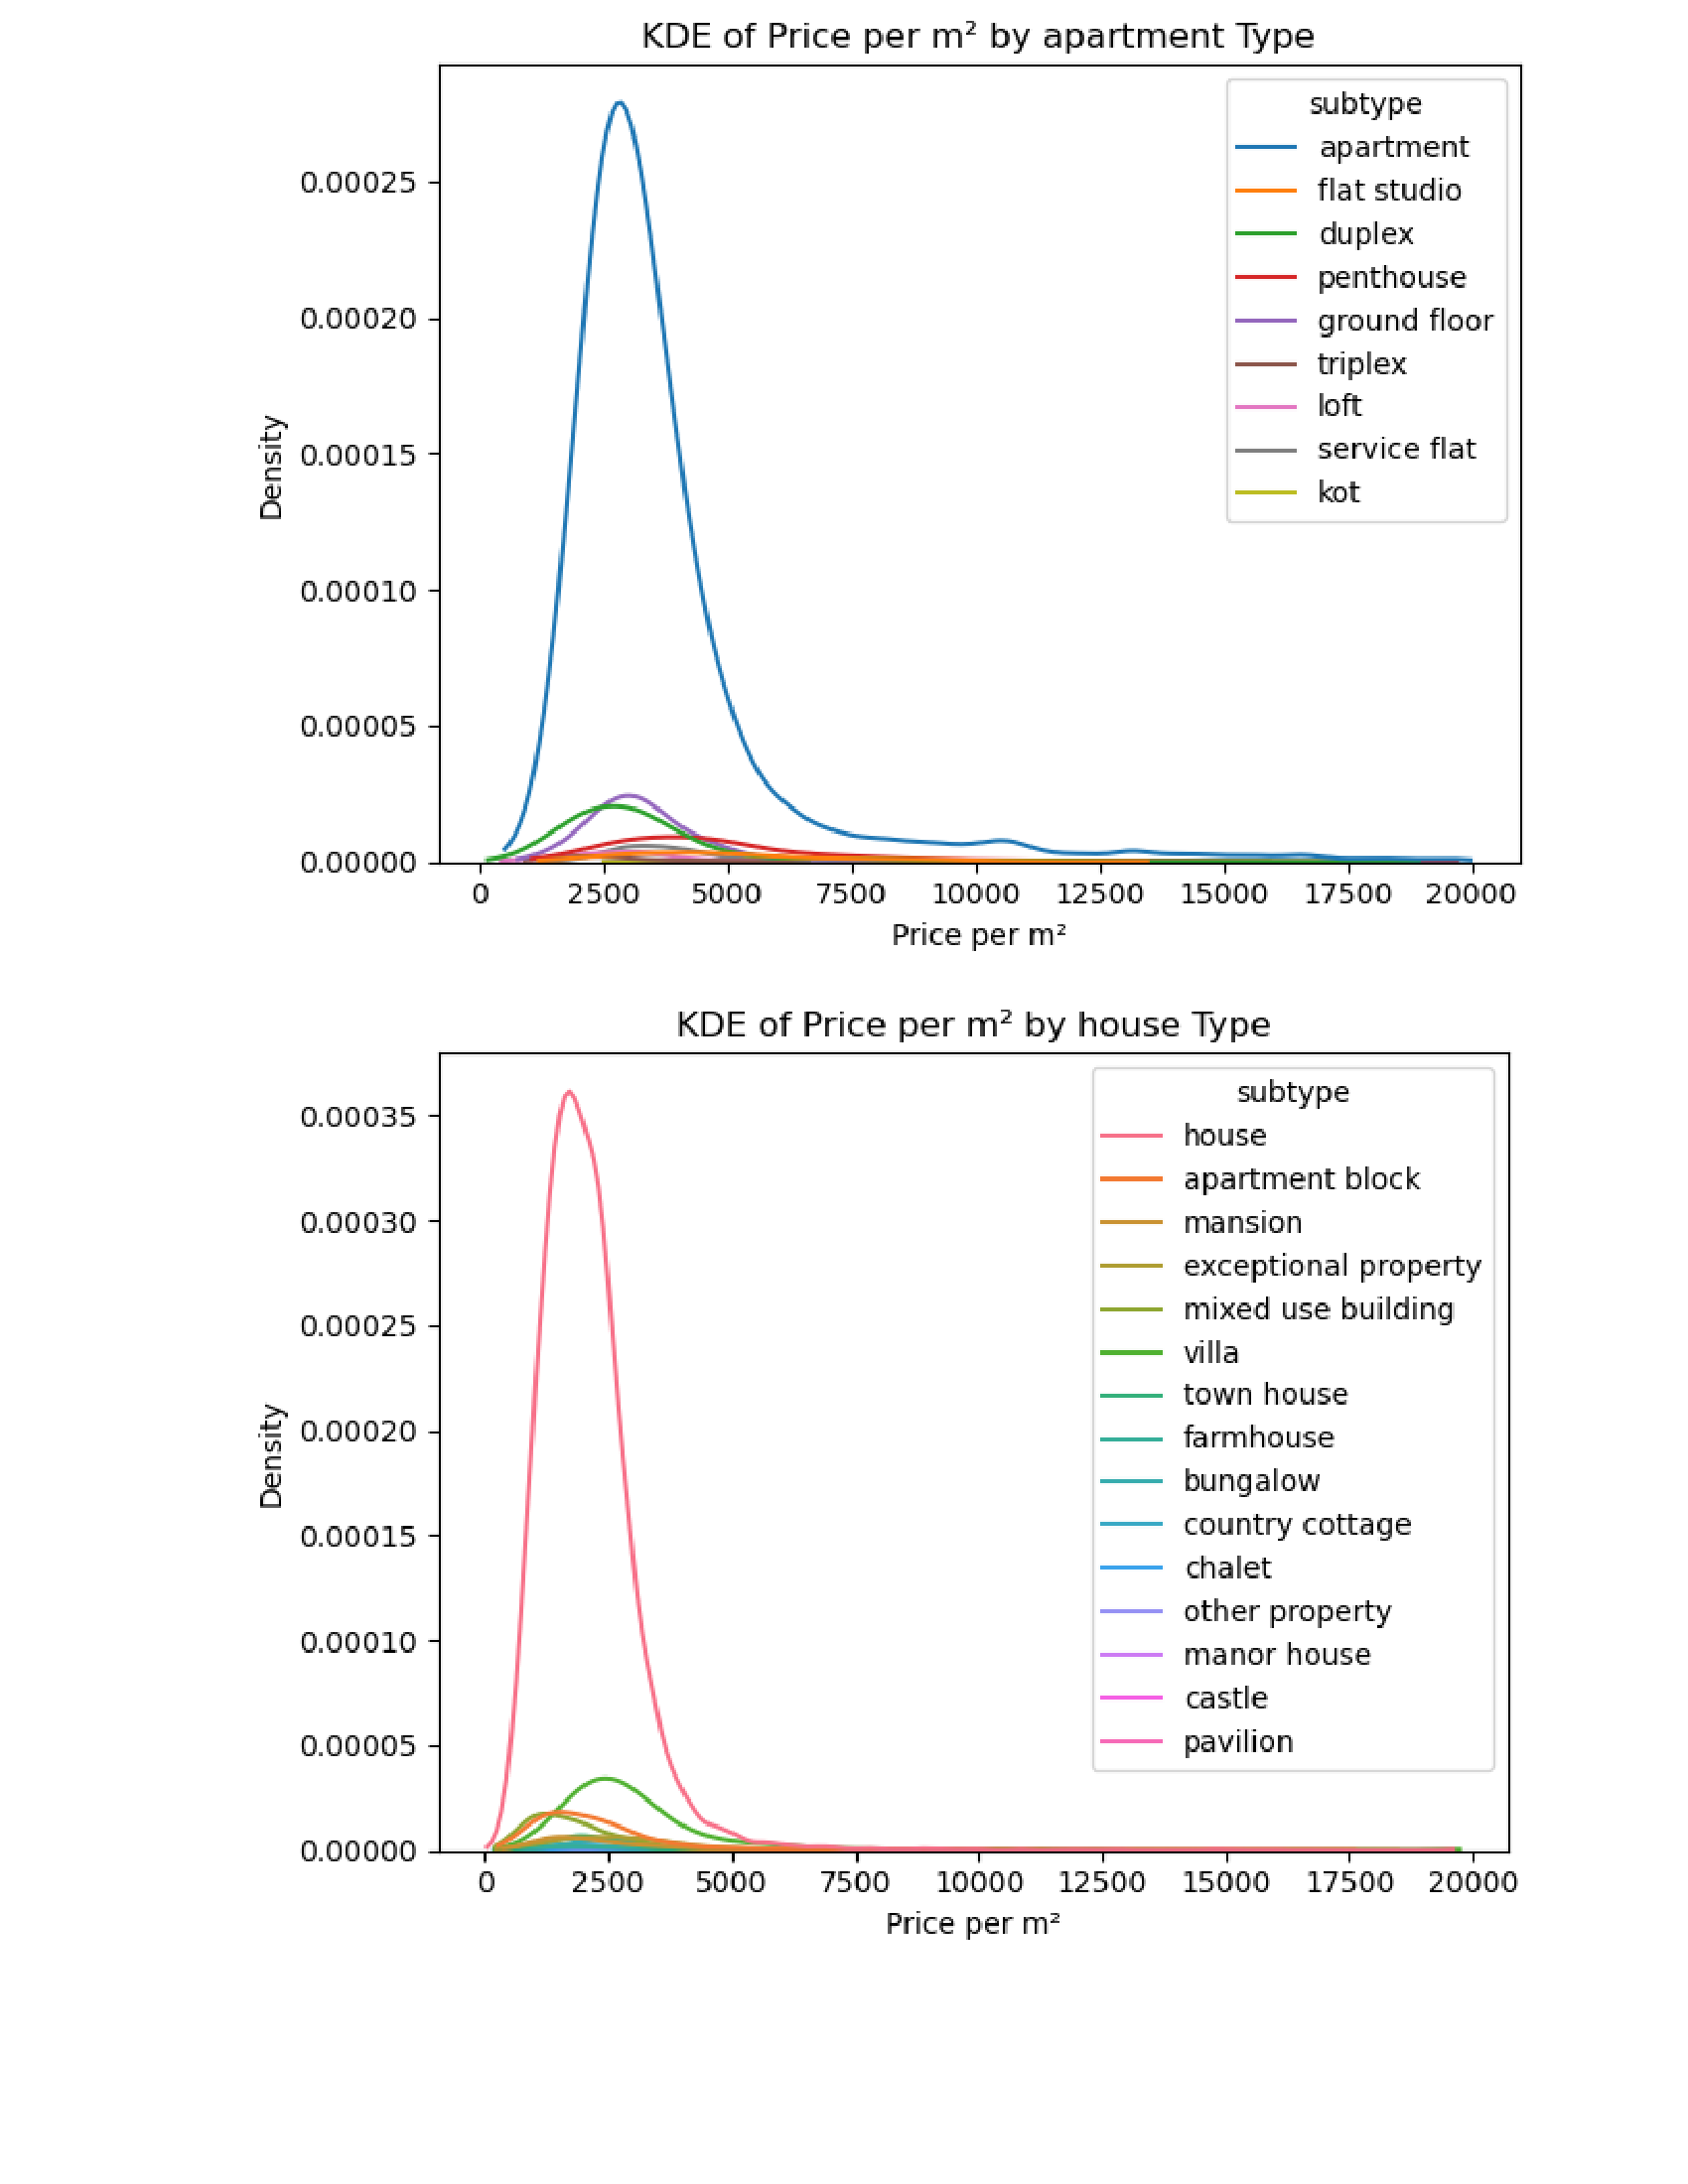 KDE of Price per m² by apartment Type
subtype
apartment
flat studio
duplex
penthouse
ground floor
triplex
loft
service flat
kot
0.00025
0.00020
0.00015
0.00010
0.00005
0.00000
Density
0 2500 5000 7500 10000 12500 15000 17500 20000
Price per m²
KDE of Price per m² by house Type
subtype
house
apartment block
mansion
exceptional property
mixed use building
villa
town house
farmhouse
bungalow
country cottage
chalet
other property
manor house
castle
pavilion
0.00035
0.00030
0.00025
0.00020
0.00015
0.00010
0.00005
0.00000
Density
0 2500 5000 7500 10000 12500 15000 17500 20000
Price per m²